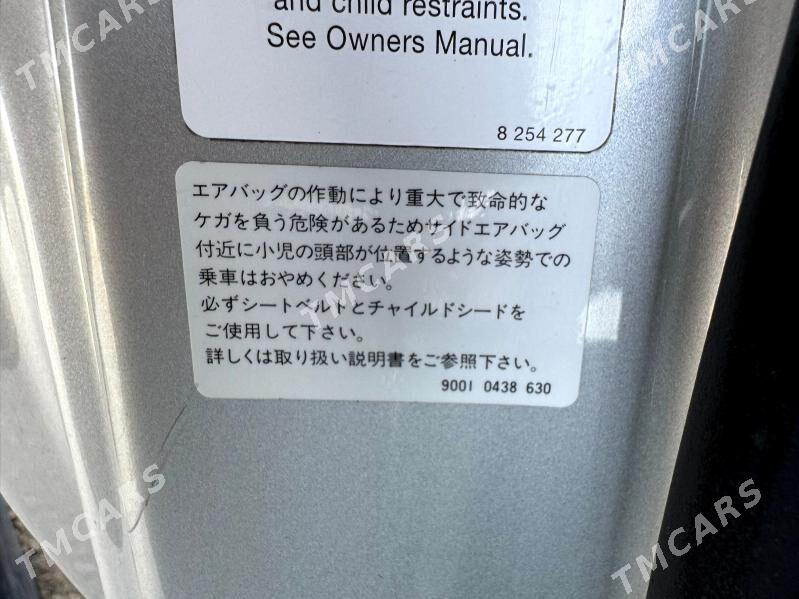 and child restraints.
See Owners Manual.
8 254 277
エアバッグの作動により重大で致命的な
ケガを負う危険があるためサイドエアバッグ
付近に小児の頭部が位置するような姿勢での
乗車はおやめください。
必ずシートベルトとチャイルドシードを
ご使用して下さい。
詳しくは取り扱い説明書をご参照下さい。
9001 0438 630
TMCARS
TMCARS
TMCARS
TMCARS
TMCARS